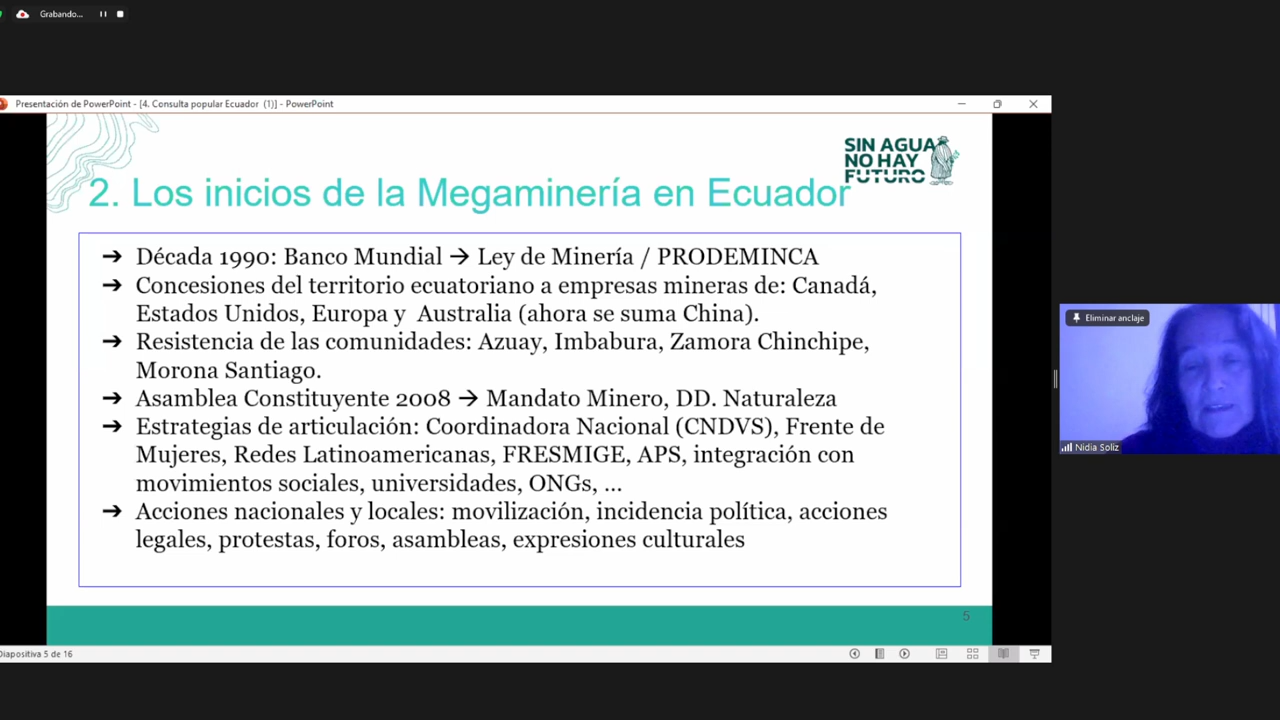 Grabando...
Presentación de PowerPoint - [4. Consulta popular Ecuador (1)] - PowerPoint
SIN AGUA
NO HAY
FUTURO
2. Los inicios de la Megaminería en Ecuador
➔ Década 1990: Banco Mundial → Ley de Minería / PRODEMINCA
➔ Concesiones del territorio ecuatoriano a empresas mineras de: Canadá,
Estados Unidos, Europa y Australia (ahora se suma China).
➔ Resistencia de las comunidades: Azuay, Imbabura, Zamora Chinchipe,
Morona Santiago.
➔ Asamblea Constituyente 2008 → Mandato Minero, DD. Naturaleza
➔ Estrategias de articulación: Coordinadora Nacional (CNDVS), Frente de
Mujeres, Redes Latinonmericanas, FRESMIGE, APS, integración con
movimientos sociales, universidades, ONGs, ...
➔ Acciones nacionales y locales: movilización, incidencia política, acciones
legales, protestas, foros, asambleas, expresiones culturales
5
Diapositiva 5 de 16
Eliminar anclaje
Nidia Soliz